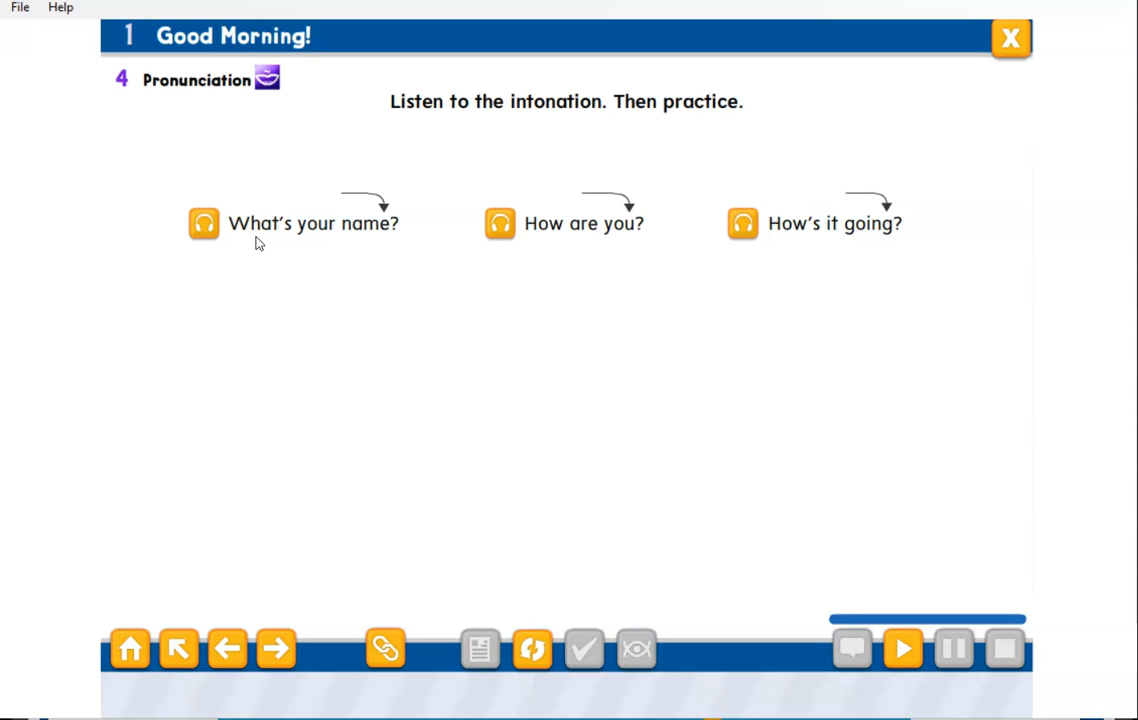 File Help
1 Good Morning!
X
4 Pronunciation
Listen to the intonation. Then practice.
What's your name? How are you? How's it going?